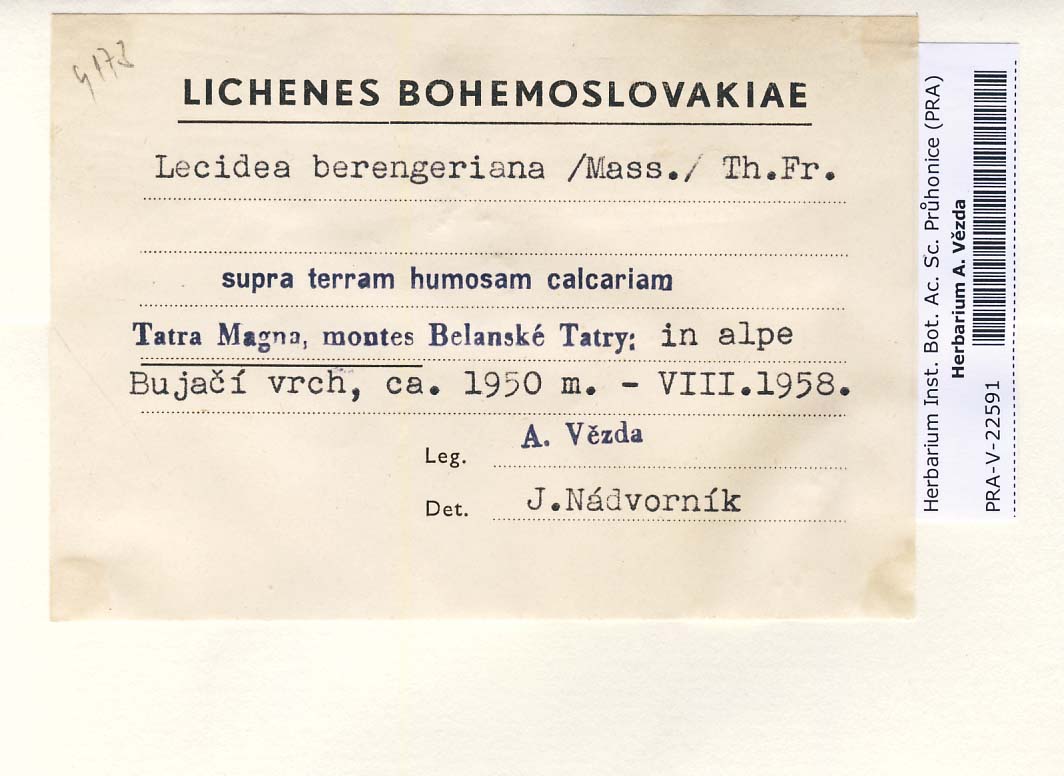 4173
LICHENES BOHEMOSLOVAKIAE
Lecidea berengeriana /Mass./ Th.Fr.
supra terram humosam calcariam
Tatra Magna, montes Belanské Tatry: in alpe
Bujačí vrch, ca. 1950 m. - VIII.1958.
Leg. A. Vězda
Det. J.Nádvorník
Herbarium Inst. Bot. Ac. Sc. Průhonice (PRA)
Herbarium A. Vězda
PRA-V-22591